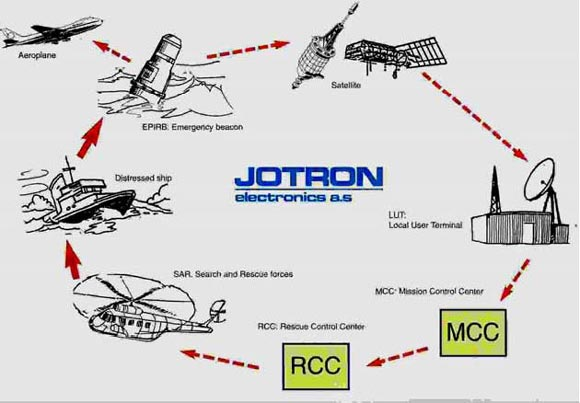 Aeroplane
Satellite
EPIRB: Emergency beacon
Distressed ship
JOTRON
electronics a.s
LUT:
Local User Terminal
SAR. Search and Rescue forces
MCC: Mission Control Center
RCC: Rescue Control Center
MCC
RCC